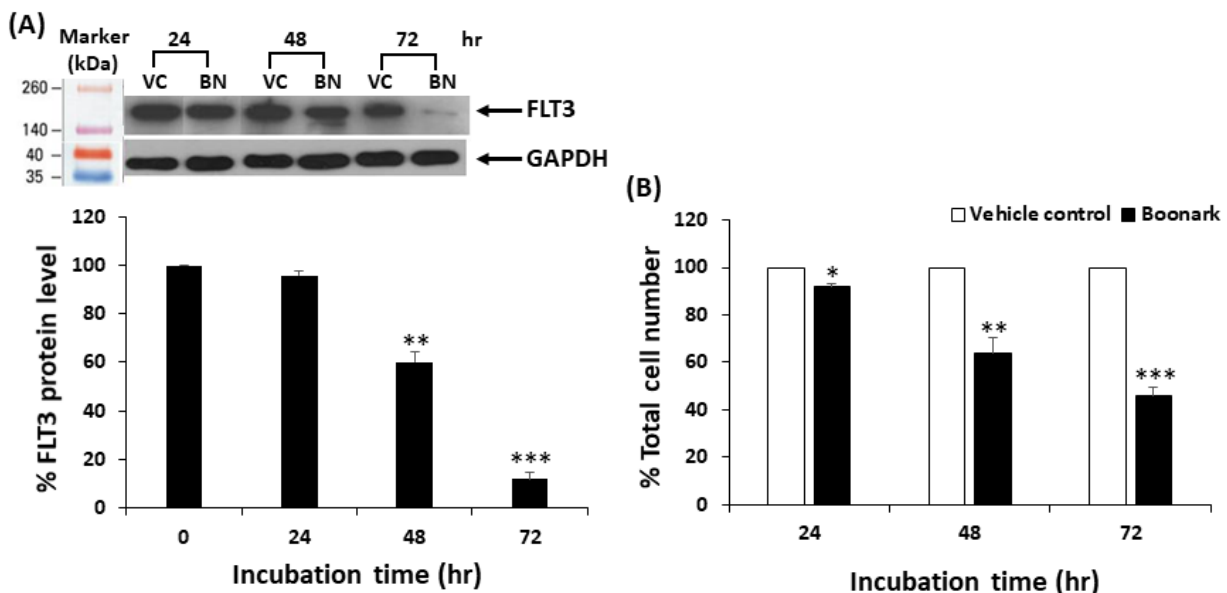 (A)
Marker
(kDa)
24 48 72 hr
VC BN VC BN VC BN
260
140
40
35
FLT3
GAPDH
% FLT3 protein level
120
100
80
60
40
20
0
**
***
0 24 48 72
Incubation time (hr)
(B)
Vehicle control Boonark
% Total cell number
120
100
80
60
40
20
0
*
**
***
24 48 72
Incubation time (hr)